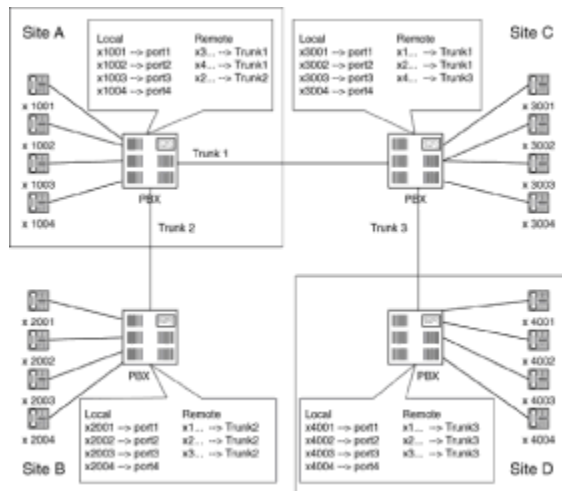 Site A
Local Remote
x1001 --> port1 x3... --> Trunk1
x1002 --> port2 x4... --> Trunk1
x1003 --> port3 x2... --> Trunk2
x1004 --> port4
x 1001
x 1002
x 1003
x 1004
PBX
Trunk 1
Trunk 2
Site C
Local Remote
x3001 --> port1 x1... --> Trunk1
x3002 --> port2 x2... --> Trunk1
x3003 --> port3 x4... --> Trunk3
x3004 --> port4
x 3001
x 3002
x 3003
x 3004
PBX
Trunk 3
x 2001
x 2002
x 2003
x 2004
PBX
Local Remote
x2001 --> port1 x1... --> Trunk2
x2002 --> port2 x2... --> Trunk2
x2003 --> port3 x3... --> Trunk2
x2004 --> port4
Site B
x 4001
x 4002
x 4003
x 4004
PBX
Local Remote
x4001 --> port1 x1... --> Trunk3
x4002 --> port2 x2... --> Trunk3
x4003 --> port3 x3... --> Trunk3
x4004 --> port4
Site D